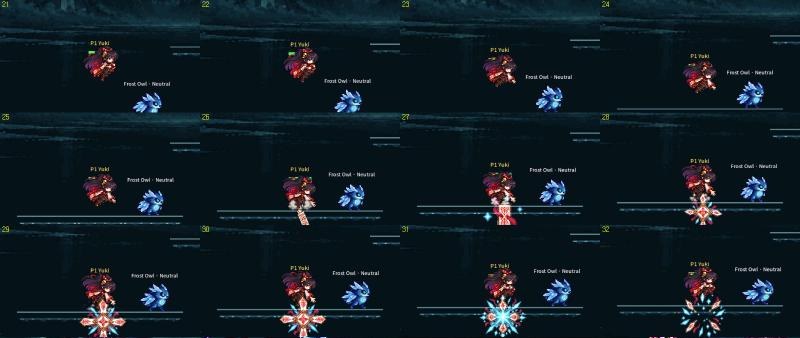 21
22
23
24
P1 Yuki
P1 Yuki
P1 Yuki
P1 Yuki
Frost Owl - Neutral
Frost Owl - Neutral
Frost Owl - Neutral
Frost Owl - Neutral
25
26
27
28
P1 Yuki
P1 Yuki
P1 Yuki
P1 Yuki
Frost Owl - Neutral
Frost Owl - Neutral
Frost Owl - Neutral
Frost Owl - Neutral
29
30
31
32
P1 Yuki
P1 Yuki
P1 Yuki
P1 Yuki
Frost Owl - Neutral
Frost Owl - Neutral
Frost Owl - Neutral
Frost Owl - Neutral